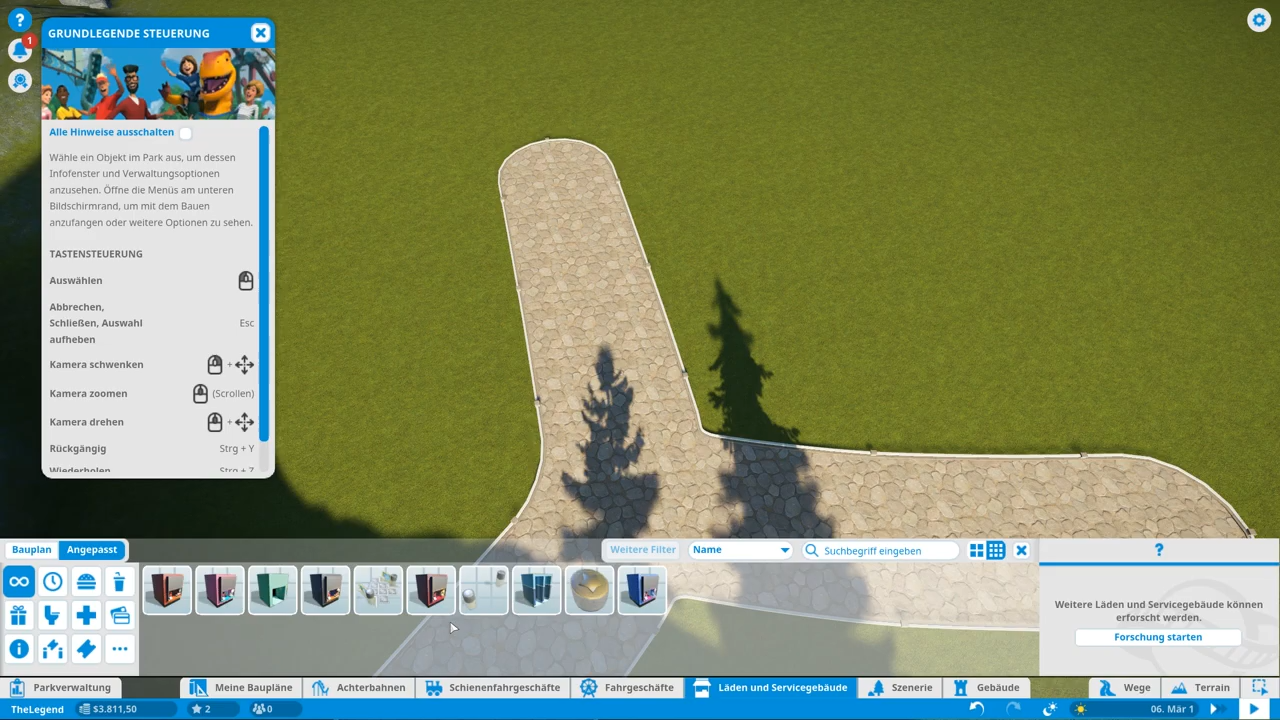 ?
1
GRUNDLEGENDE STEUERUNG
Alle Hinweise ausschalten
Wähle ein Objekt im Park aus, um dessen
Infofenster und Verwaltungsoptionen
anzusehen. Öffne die Menüs am unteren
Bildschirmrand, um mit dem Bauen
anzufangen oder weitere Optionen zu sehen.
TASTENSTEUERUNG
Auswählen
Abbrechen,
Schließen, Auswahl
aufheben
Esc
Kamera schwenken +
Kamera zoomen (Scrollen)
Kamera drehen +
Rückgängig Strg + Y
Wiederholen Strg + Z
Bauplan Angepasst Weitere Filter Name Suchbegriff eingeben ?
Weitere Läden und Servicegebäude können
erforscht werden.
Forschung starten
Parkverwaltung Meine Baupläne Achterbahnen Schienenfahrgeschäfte Fahrgeschäfte Läden und Servicegebäude Szenerie Gebäude Wege Terrain
TheLegend $3.811,50 2 0 06. Mär 1